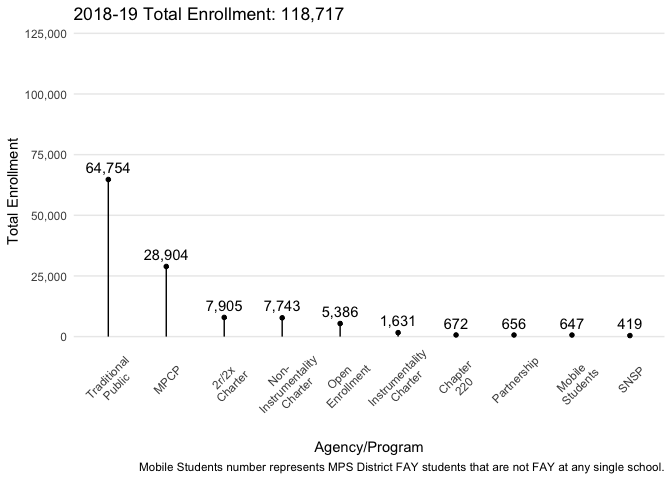 2018-19 Total Enrollment: 118,717
125,000
100,000
75,000
50,000
25,000
0
Total Enrollment
64,754
28,904
7,905
7,743
5,386
1,631
672
656
647
419
Traditional
Public
MPCP
2r/2x
Charter
Non-
Instrumentality
Charter
Open
Enrollment
Instrumentality
Charter
Chapter
220
Partnership
Mobile
Students
SNSP
Agency/Program
Mobile Students number represents MPS District FAY students that are not FAY at any single school.